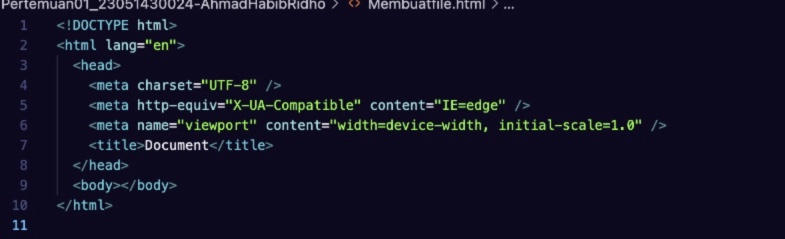 Pertemuan01_23051430024-AhmadHabibRidho > <> Membuatfile.html > ...
1 <!DOCTYPE html>
2 <html lang="en">
3 <head>
4 <meta charset="UTF-8" />
5 <meta http-equiv="X-UA-Compatible" content="IE=edge" />
6 <meta name="viewport" content="width=device-width, initial-scale=1.0" />
7 <title>Document</title>
8 </head>
9 <body></body>
10 </html>
11